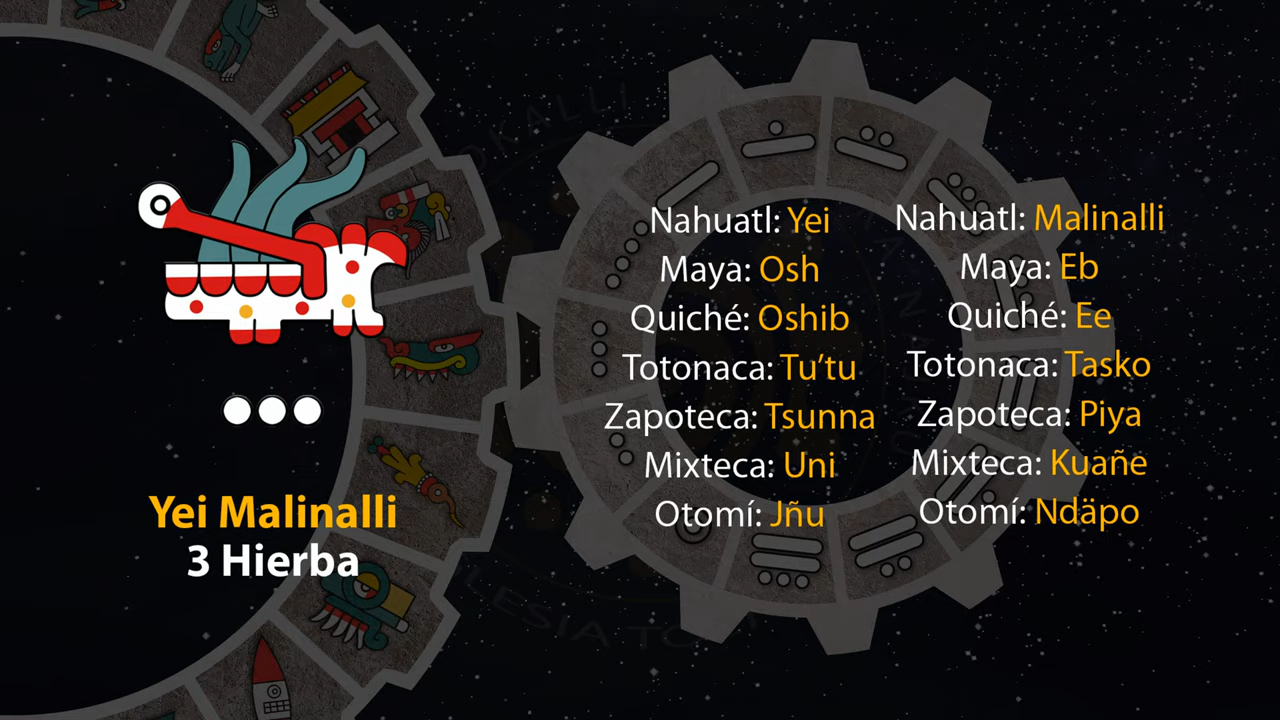 Nahuatl: Yei
Maya: Osh
Quiché: Oshib
Totonaca: Tu’tu
Zapoteca: Tsunna
Mixteca: Uni
Otomí: Jñu
Nahuatl: Malinalli
Maya: Eb
Quiché: Ee
Totonaca: Tasko
Zapoteca: Piya
Mixteca: Kuañe
Otomí: Ndäpo
Yei Malinalli
3 Hierba